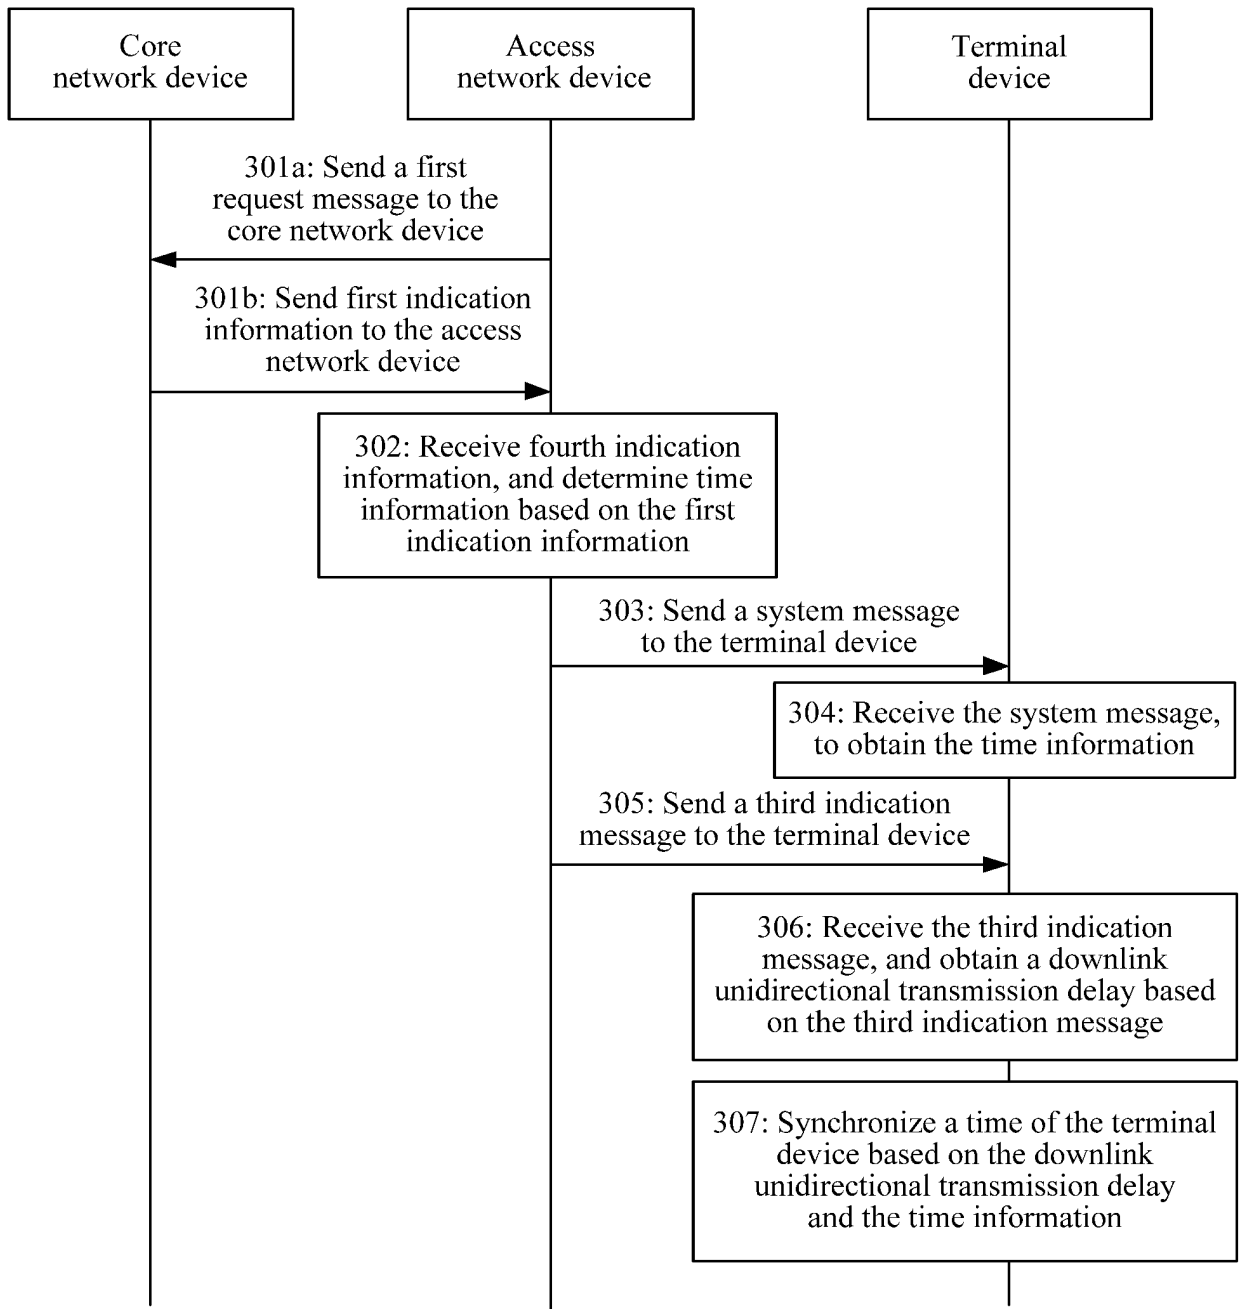 Core
network device
Access
network device
Terminal
device
301a: Send a first
request message to the
core network device
301b: Send first indication
information to the access
network device
302: Receive fourth indication
information, and determine time
information based on the first
indication information
303: Send a system message
to the terminal device
304: Receive the system message,
to obtain the time information
305: Send a third indication
message to the terminal device
306: Receive the third indication
message, and obtain a downlink
unidirectional transmission delay based
on the third indication message
307: Synchronize a time of the terminal
device based on the downlink
unidirectional transmission delay
and the time information